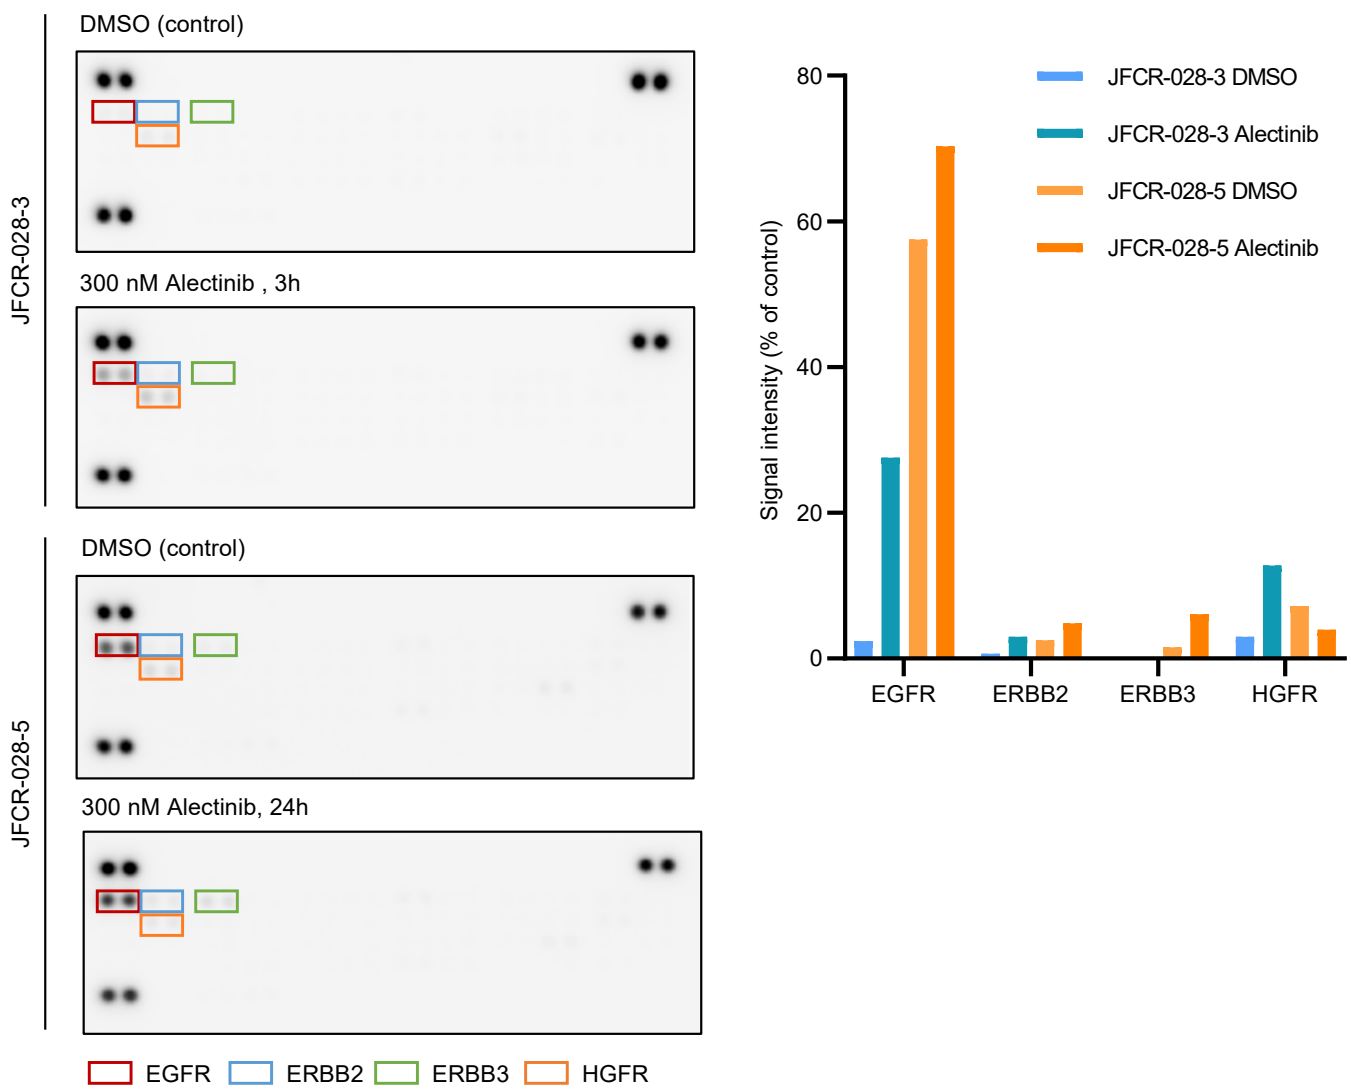 DMSO (control)
JFCR-028-3
300 nM Alectinib , 3h
DMSO (control)
JFCR-028-5
300 nM Alectinib, 24h
EGFR ERBB2 ERBB3 HGFR
Signal intensity (% of control)
80
60
40
20
0
EGFR ERBB2 ERBB3 HGFR
JFCR-028-3 DMSO
JFCR-028-3 Alectinib
JFCR-028-5 DMSO
JFCR-028-5 Alectinib